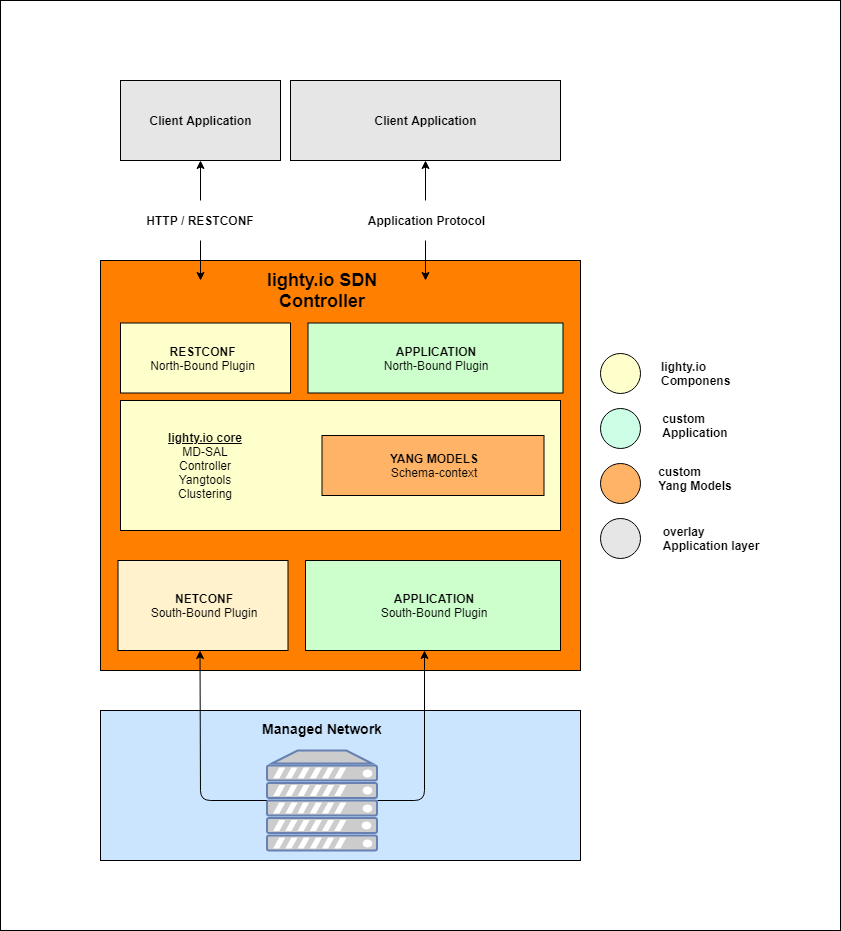 Client Application
Client Application
HTTP / RESTCONF
Application Protocol
lighty.io SDN
Controller
RESTCONF
North-Bound Plugin
APPLICATION
North-Bound Plugin
lighty.io core
MD-SAL
Controller
Yangtools
Clustering
YANG MODELS
Schema-context
NETCONF
South-Bound Plugin
APPLICATION
South-Bound Plugin
Managed Network
lighty.io
Componens
custom
Application
custom
Yang Models
overlay
Application layer